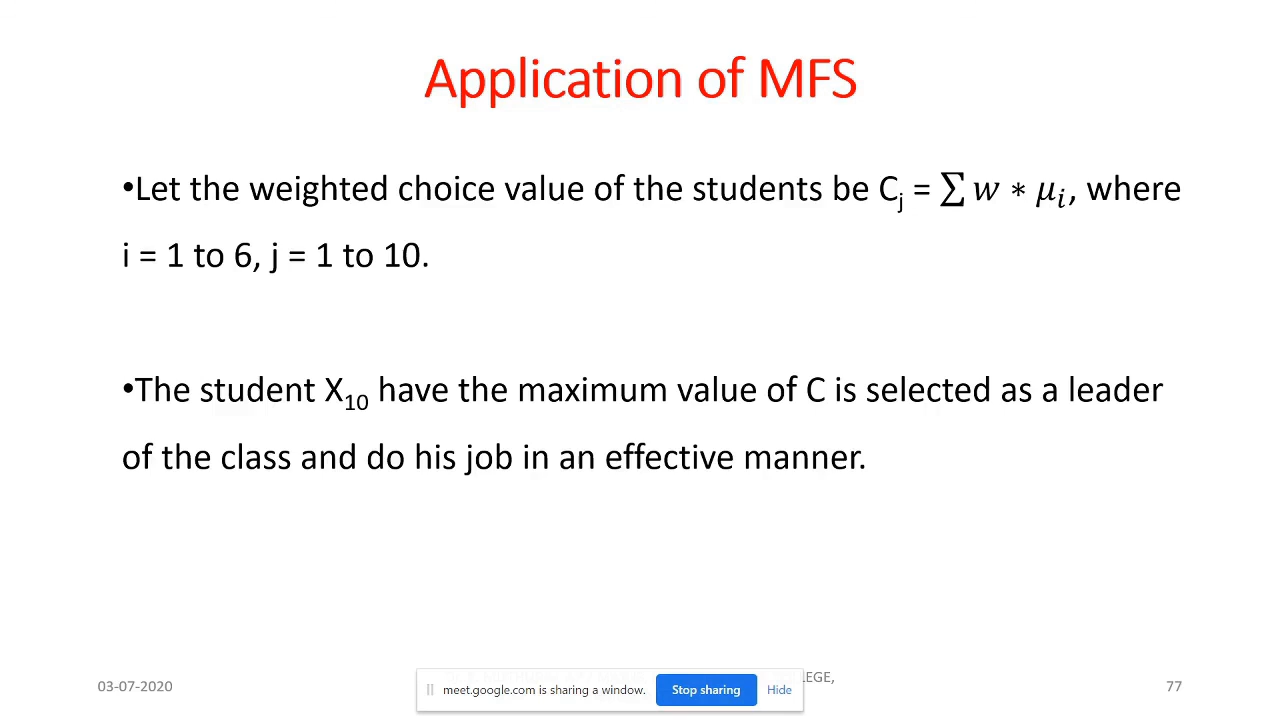 Application of MFS
•Let the weighted choice value of the students be Cj = ∑ w ∗ μi, where
i = 1 to 6, j = 1 to 10.
•The student X10 have the maximum value of C is selected as a leader
of the class and do his job in an effective manner.
03-07-2020
meet.google.com is sharing a window.
Stop sharing
Hide
77